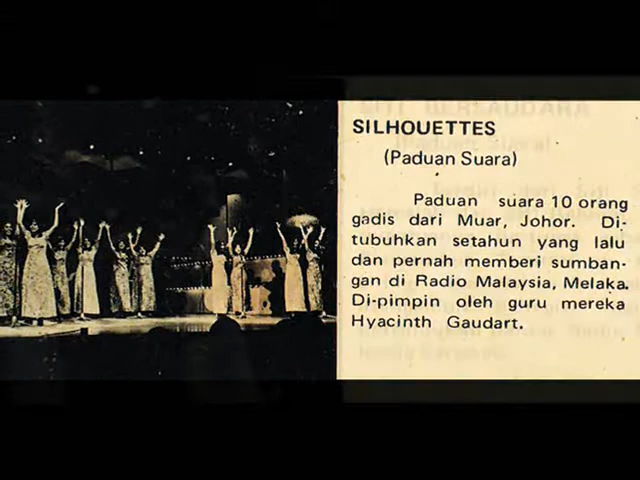 SILHOUETTES
(Paduan Suara)
Paduan suara 10 orang
gadis dari Muar, Johor. Di-
tubuhkan setahun yang lalu
dan pernah memberi sumban-
gan di Radio Malaysia, Melaka.
Di-pimpin oleh guru mereka
Hyacinth Gaudart.